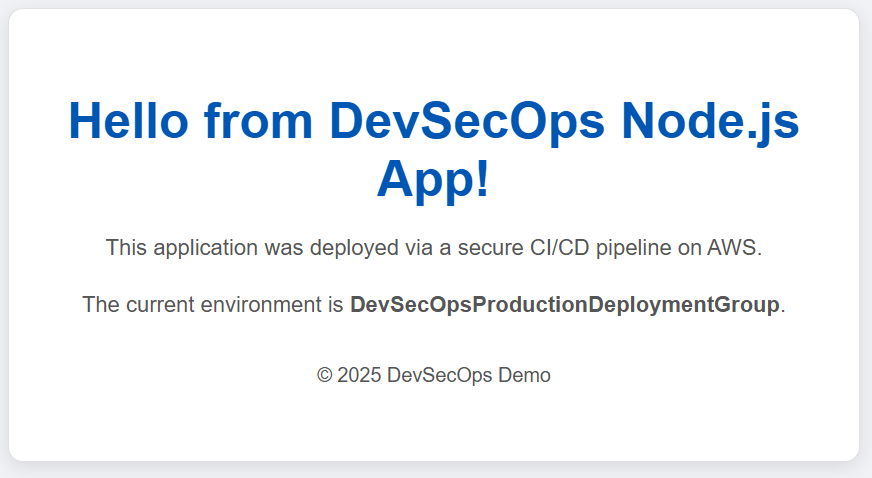 Hello from DevSecOps Node.js
App!
This application was deployed via a secure CI/CD pipeline on AWS.
The current environment is DevSecOpsProductionDeploymentGroup.
© 2025 DevSecOps Demo